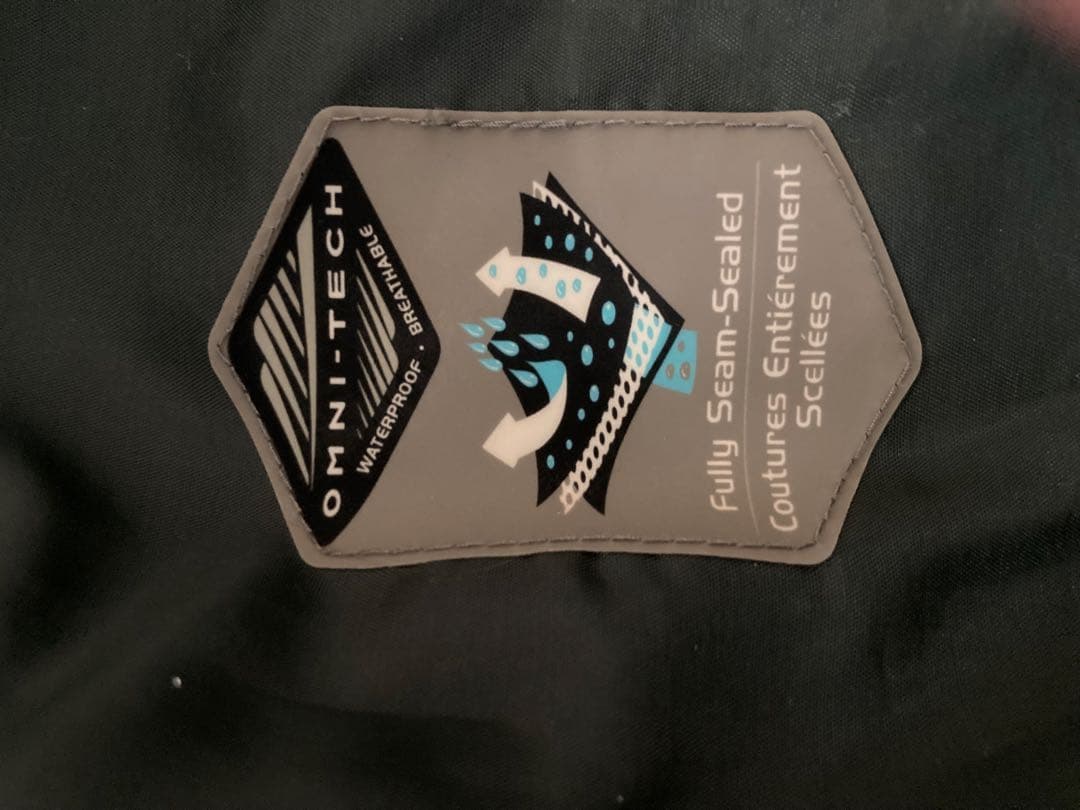 OMNI-TECH
WATERPROOF • BREATHABLE
Fully Seam-Sealed
Coutures Entiérement
Scellées